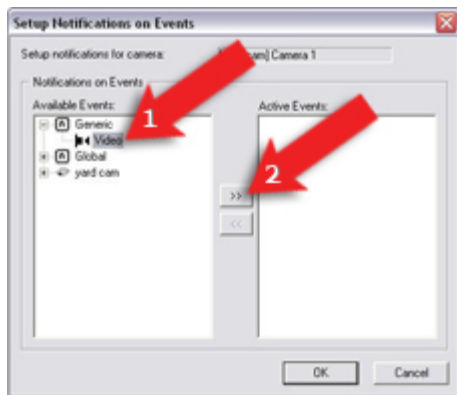 Setup Notifications on Events
Setup notifications for camera:
am) Camera 1
Notifications on Events
Available Events:
Active Events:
Generic
Video
Global
yard cam
>>
<<
1
2
OK
Cancel